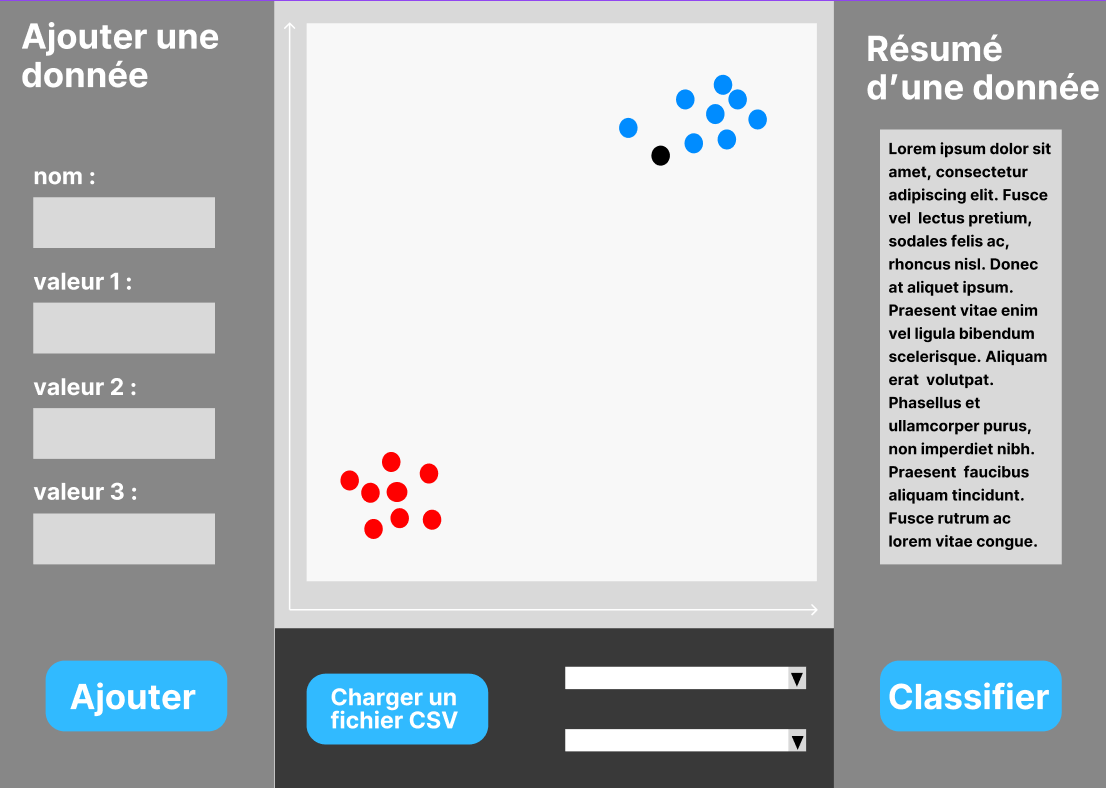 Ajouter une
donnée
nom :
valeur 1 :
valeur 2 :
valeur 3 :
Ajouter
Charger un
fichier CSV
▼
▼
Résumé
d’une donnée
Lorem ipsum dolor sit
amet, consectetur
adipiscing elit. Fusce
vel  lectus pretium,
sodales felis ac,
rhoncus nisl. Donec
at aliquet ipsum.
Praesent vitae enim
vel ligula bibendum
scelerisque. Aliquam
erat  volutpat.
Phasellus et
ullamcorper purus,
non imperdiet nibh.
Praesent  faucibus
aliquam tincidunt.
Fusce rutrum ac
lorem vitae congue.
Classifier